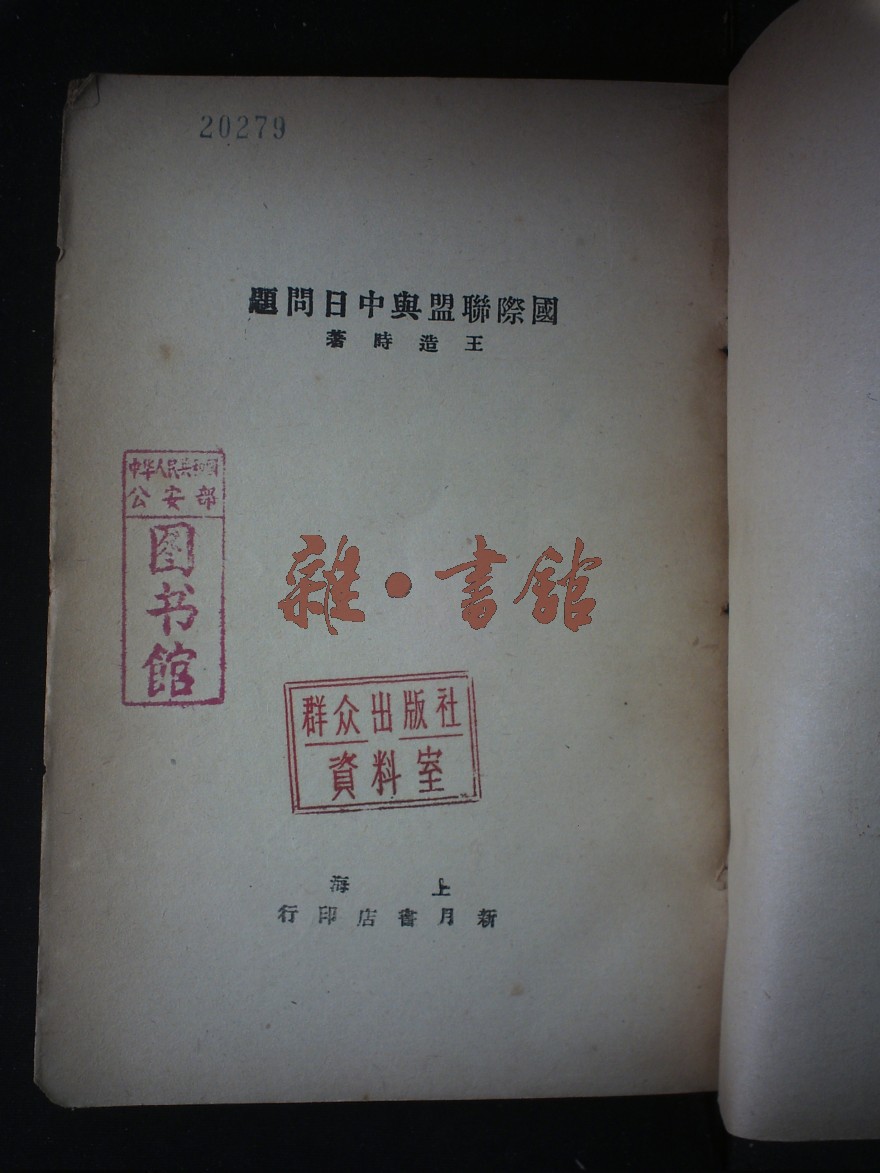 20279
國際聯盟與中日問題
王造時著
中华人民共和国
公安部
图书馆
雜·書館
群众出版社
資料室
上海
新月書店印行